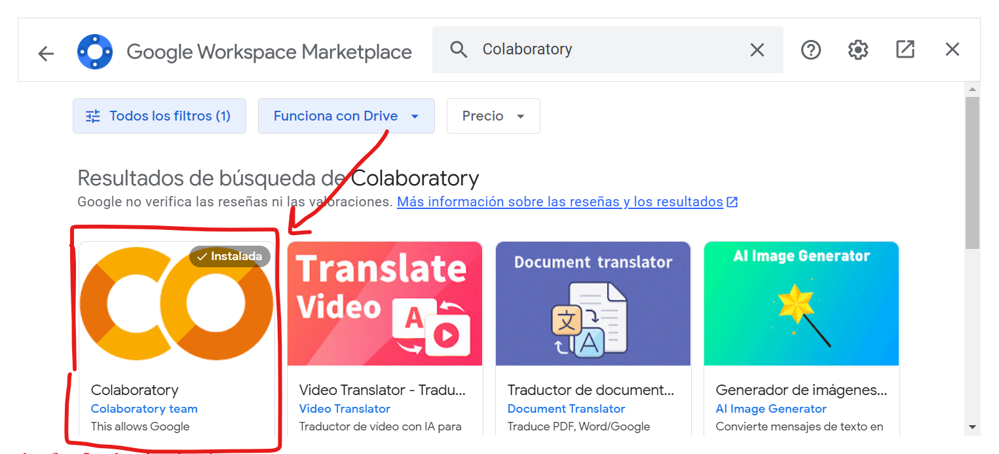 Google Workspace Marketplace
Colaboratory
Todos los filtros (1)
Funciona con Drive
Precio
Resultados de búsqueda de Colaboratory
Google no verifica las reseñas ni las valoraciones. Más información sobre las reseñas y los resultados
Instalada
Colaboratory
Colaboratory team
This allows Google
Translate
Video
A
Video Translator - Tradu...
Video Translator
Traductor de vídeo con IA para
Document translator
文
A
Traductor de document...
Document Translator
Traduce PDF, Word/Google
AI Image Generator
Generador de imágenes...
AI Image Generator
Convierte mensajes de texto en